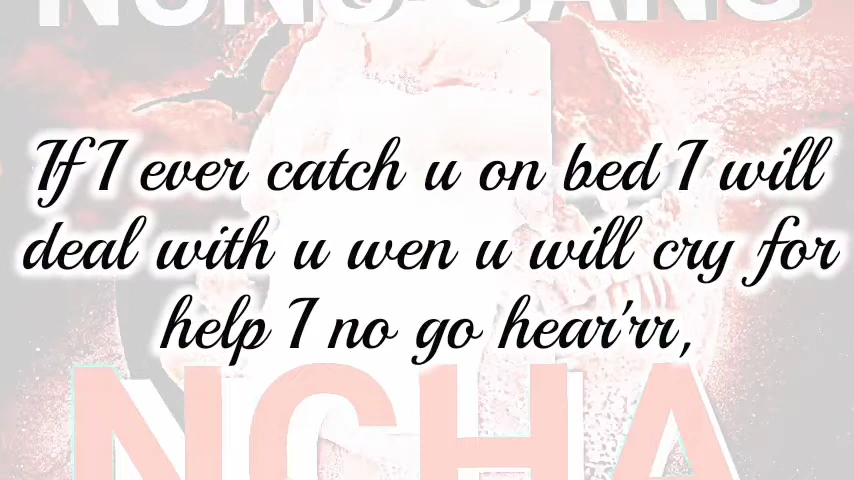 If I ever catch u on bed I will
deal with u wen u will cry for
help I no go hear'rr,
NCHA